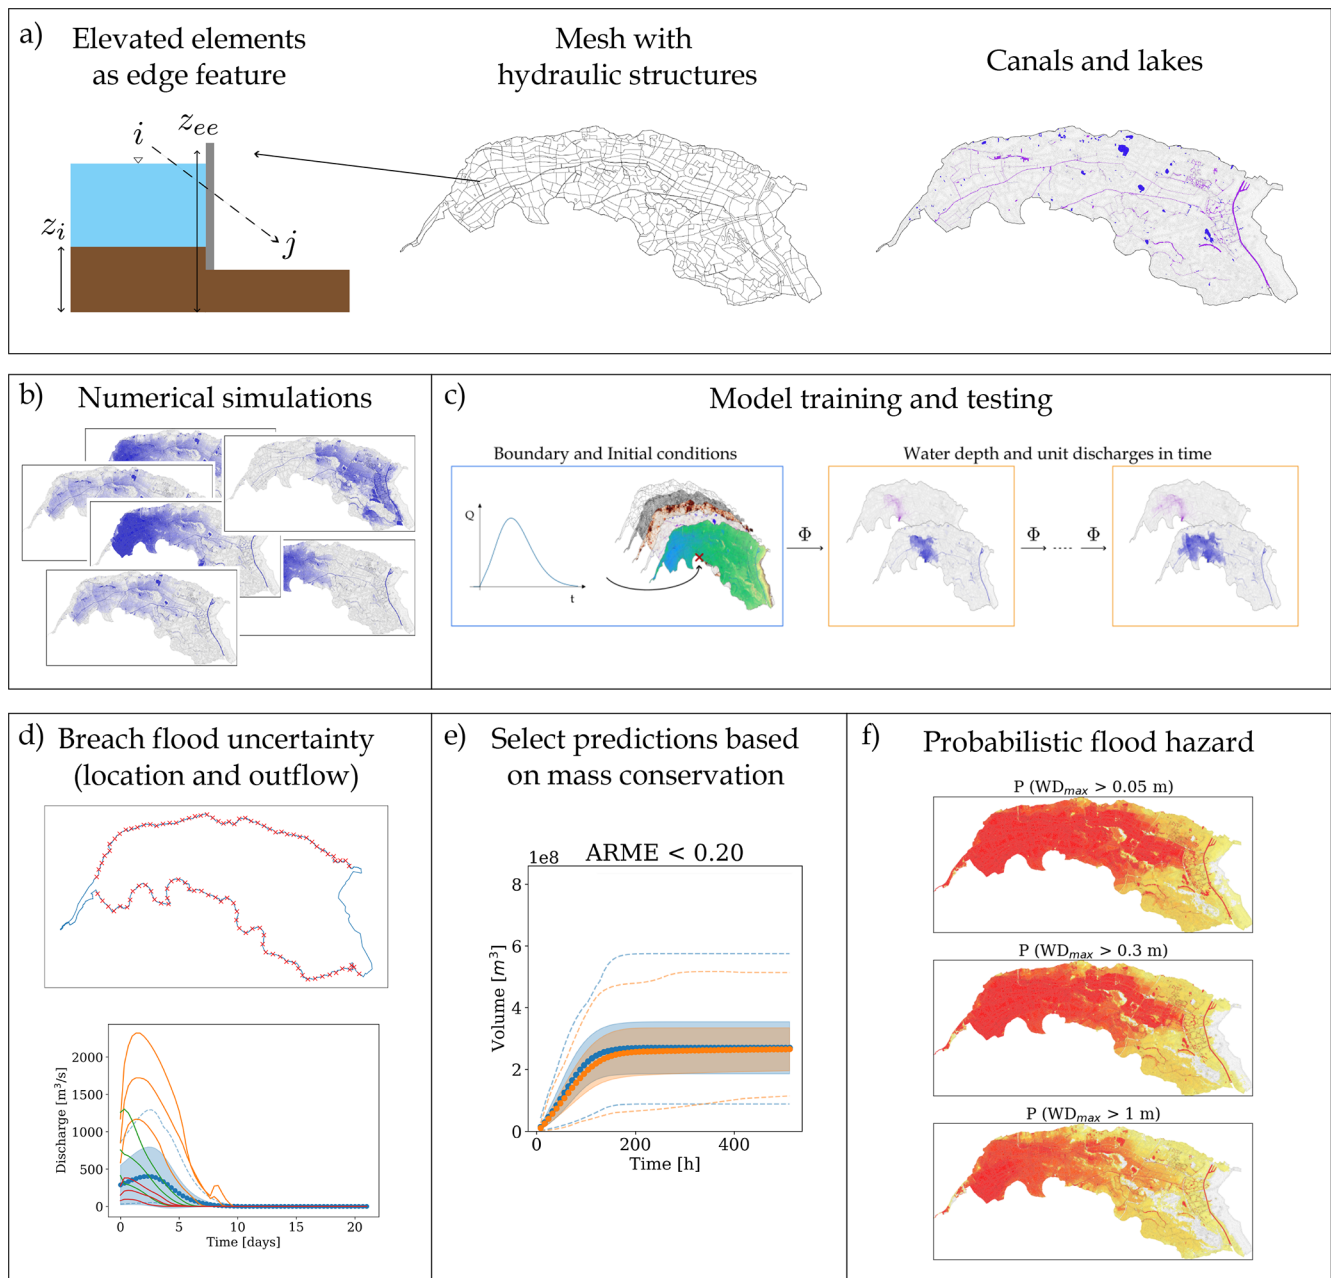 a)
Elevated elements
as edge feature
Mesh with
hydraulic structures
Canals and lakes
i
z_ee
z_i
j
b)
Numerical simulations
c)
Model training and testing
Boundary and Initial conditions
Water depth and unit discharges in time
Q
t
Φ
Φ
Φ
d)
Breach flood uncertainty
(location and outflow)
2000
1500
1000
500
0
Discharge [m³/s]
0
5
10
15
20
Time [days]
e)
Select predictions based
on mass conservation
1e8
ARME < 0.20
8
6
4
2
0
Volume [m³]
0
200
400
Time [h]
f)
Probabilistic flood hazard
P (WD_max > 0.05 m)
P (WD_max > 0.3 m)
P (WD_max > 1 m)